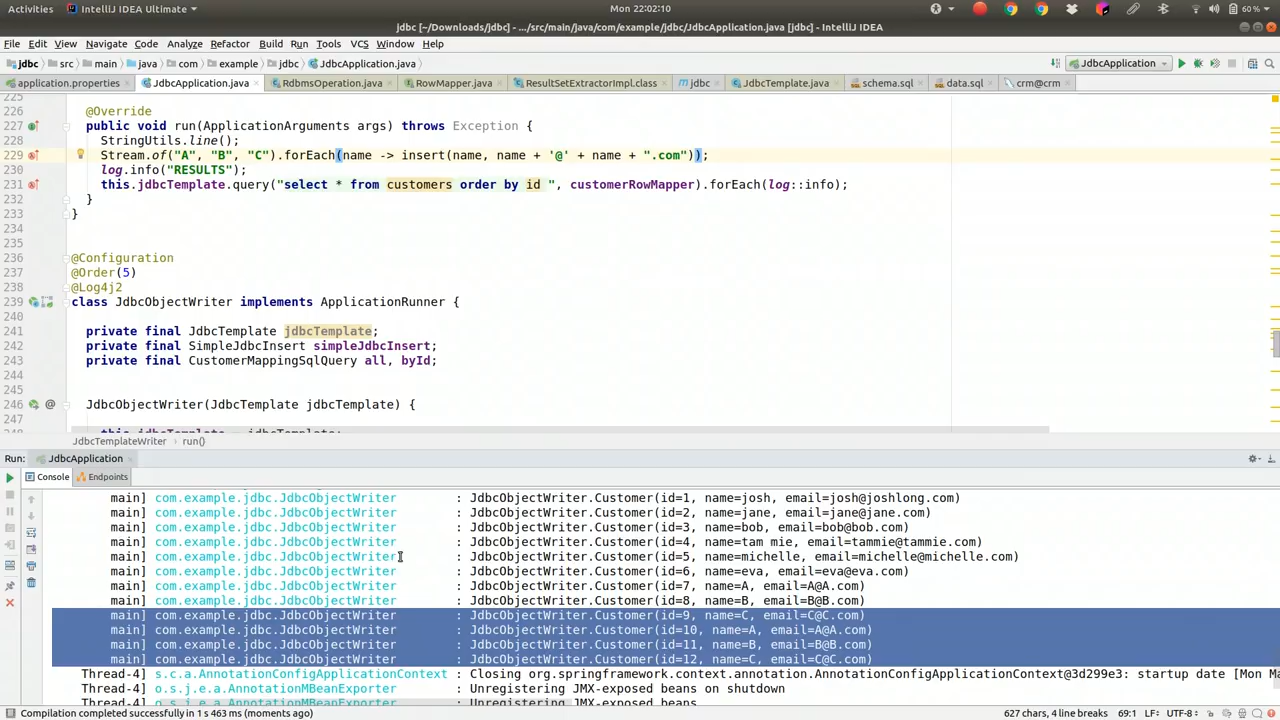 Activities IntelliJ IDEA Ultimate Mon 22:02:10 60 %
jdbc [~/Downloads/jdbc] - .../src/main/java/com/example/jdbc/JdbcApplication.java [jdbc] - IntelliJ IDEA
File Edit View Navigate Code Analyze Refactor Build Run Tools VCS Window Help
jdbc src main java com example jdbc JdbcApplication.java JdbcApplication
application.properties JdbcApplication.java RdbmsOperation.java RowMapper.java ResultSetExtractorImpl.class jdbc JdbcTemplate.java schema.sql data.sql crm@crm
225
226 @Override
227 public void run(ApplicationArguments args) throws Exception {
228 StringUtils.line();
229 Stream.of("A", "B", "C").forEach(name -> insert(name, name + '@' + name + ".com"));
230 log.info("RESULTS");
231 this.jdbcTemplate.query("select * from customers order by id ", customerRowMapper).forEach(log::info);
232 }
233 }
234
235
236 @Configuration
237 @Order(5)
238 @Log4j2
239 class JdbcObjectWriter implements ApplicationRunner {
240
241 private final JdbcTemplate jdbcTemplate;
242 private final SimpleJdbcInsert simpleJdbcInsert;
243 private final CustomerMappingSqlQuery all, byId;
244
245
246 JdbcObjectWriter(JdbcTemplate jdbcTemplate) {
247
248 this.jdbcTemplate = jdbcTemplate;
JdbcTemplateWriter run()
Run: JdbcApplication
Console Endpoints
main] com.example.jdbc.JdbcObjectWriter : JdbcObjectWriter.Customer(id=1, name=josh, email=josh@joshlong.com)
main] com.example.jdbc.JdbcObjectWriter : JdbcObjectWriter.Customer(id=2, name=jane, email=jane@jane.com)
main] com.example.jdbc.JdbcObjectWriter : JdbcObjectWriter.Customer(id=3, name=bob, email=bob@bob.com)
main] com.example.jdbc.JdbcObjectWriter : JdbcObjectWriter.Customer(id=4, name=tam mie, email=tammie@tammie.com)
main] com.example.jdbc.JdbcObjectWriter : JdbcObjectWriter.Customer(id=5, name=michelle, email=michelle@michelle.com)
main] com.example.jdbc.JdbcObjectWriter : JdbcObjectWriter.Customer(id=6, name=eva, email=eva@eva.com)
main] com.example.jdbc.JdbcObjectWriter : JdbcObjectWriter.Customer(id=7, name=A, email=A@A.com)
main] com.example.jdbc.JdbcObjectWriter : JdbcObjectWriter.Customer(id=8, name=B, email=B@B.com)
main] com.example.jdbc.JdbcObjectWriter : JdbcObjectWriter.Customer(id=9, name=C, email=C@C.com)
main] com.example.jdbc.JdbcObjectWriter : JdbcObjectWriter.Customer(id=10, name=A, email=A@A.com)
main] com.example.jdbc.JdbcObjectWriter : JdbcObjectWriter.Customer(id=11, name=B, email=B@B.com)
main] com.example.jdbc.JdbcObjectWriter : JdbcObjectWriter.Customer(id=12, name=C, email=C@C.com)
Thread-4] s.c.a.AnnotationConfigApplicationContext : Closing org.springframework.context.annotation.AnnotationConfigApplicationContext@3d299e3: startup date [Mon
Thread-4] o.s.j.e.a.AnnotationMBeanExporter : Unregistering JMX-exposed beans on shutdown
Thread-4] o.s.j.e.a.AnnotationMBeanExporter : Unregistering JMX-exposed beans
Compilation completed successfully in 1 s 463 ms (moments ago) 627 chars, 4 line breaks 69:1 LF÷ UTF-8÷